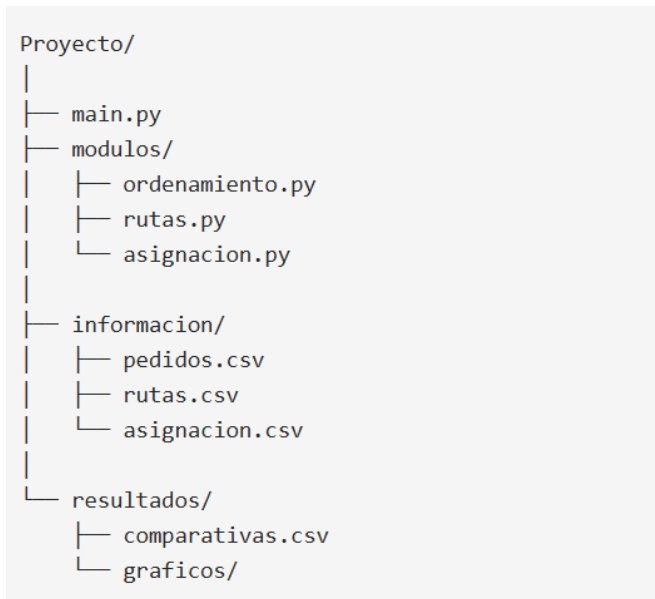 Proyecto/
│
├── main.py
├── modulos/
│   ├── ordenamiento.py
│   ├── rutas.py
│   └── asignacion.py
│
├── informacion/
│   ├── pedidos.csv
│   ├── rutas.csv
│   └── asignacion.csv
│
└── resultados/
    ├── comparativas.csv
    └── graficos/